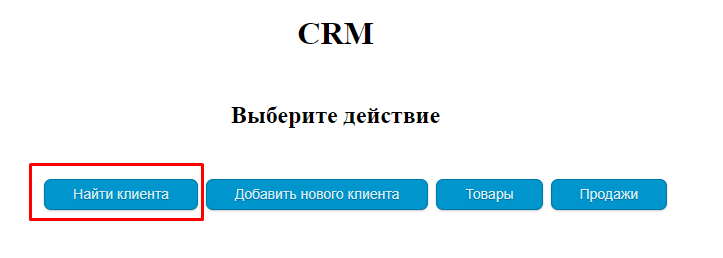 CRM
Выберите действие
Найти клиента Добавить нового клиента Товары Продажи